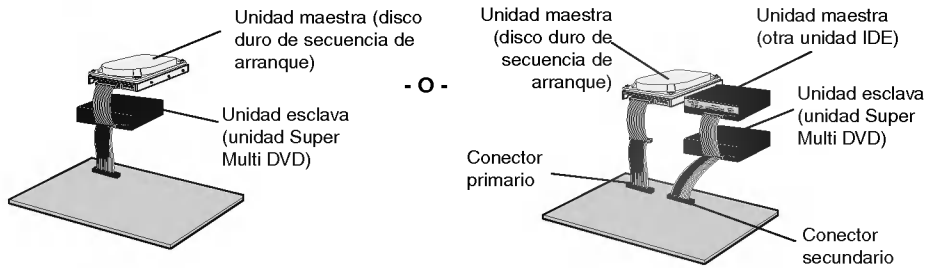 Unidad maestra (disco
duro de secuencia de
arranque)
Unidad esclava
(unidad Super
Multi DVD)
- O -
Unidad maestra
(disco duro de
secuencia de
arranque)
Unidad maestra
(otra unidad IDE)
Unidad esclava
(unidad Super
Multi DVD)
Conector
primario
Conector
secundario